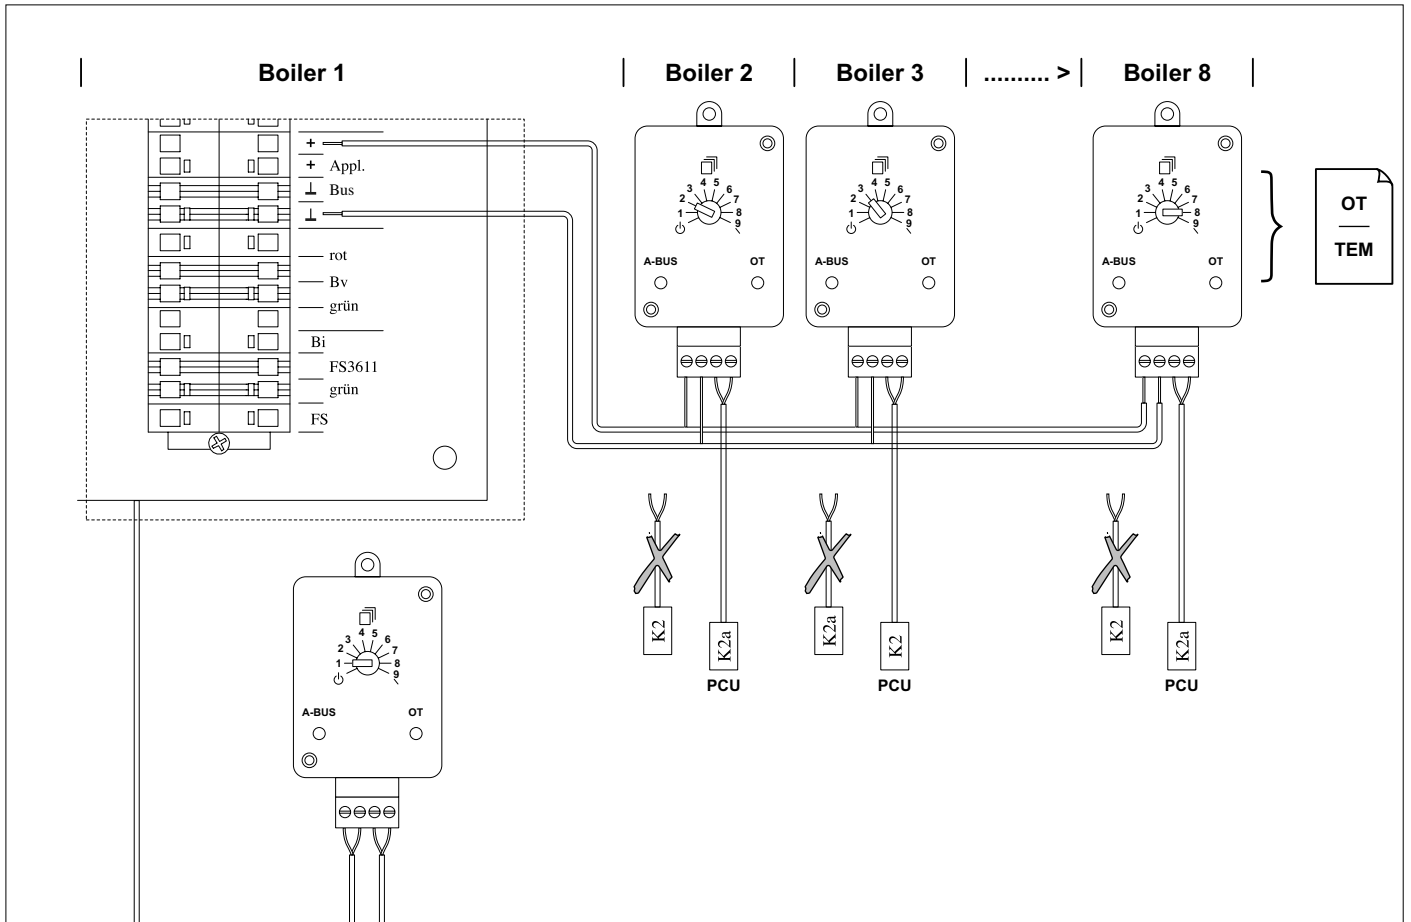 Boiler 1
Boiler 2
Boiler 3
.......... >
Boiler 8
+
+ Appl.
⊥ Bus
⊥
rot
Bv
grün
Bi
FS3611
grün
FS
1 2 3 4 5 6 7 8 9
A-BUS OT
1 2 3 4 5 6 7 8 9
A-BUS OT
1 2 3 4 5 6 7 8 9
A-BUS OT
OT
TEM
K2
K2a
PCU
K2a
K2
PCU
K2
K2a
PCU
1 2 3 4 5 6 7 8 9
A-BUS OT